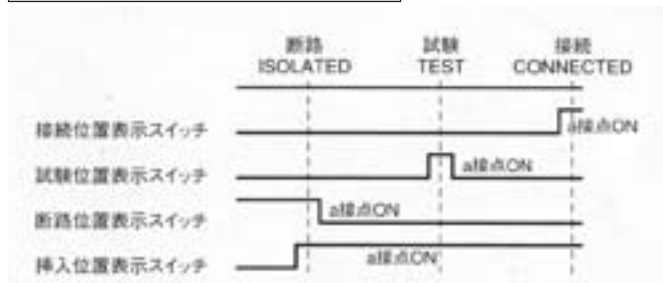 断路 試験 接続
ISOLATED TEST CONNECTED
接続位置表示スイッチ
a接点ON
試験位置表示スイッチ
a接点ON
断路位置表示スイッチ
a接点ON
挿入位置表示スイッチ
a接点ON